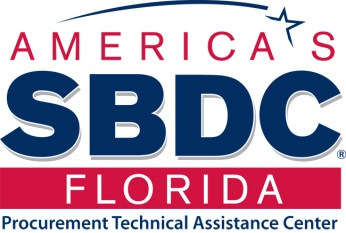 AMERICA'S
SBDC®
FLORIDA
Procurement Technical Assistance Center